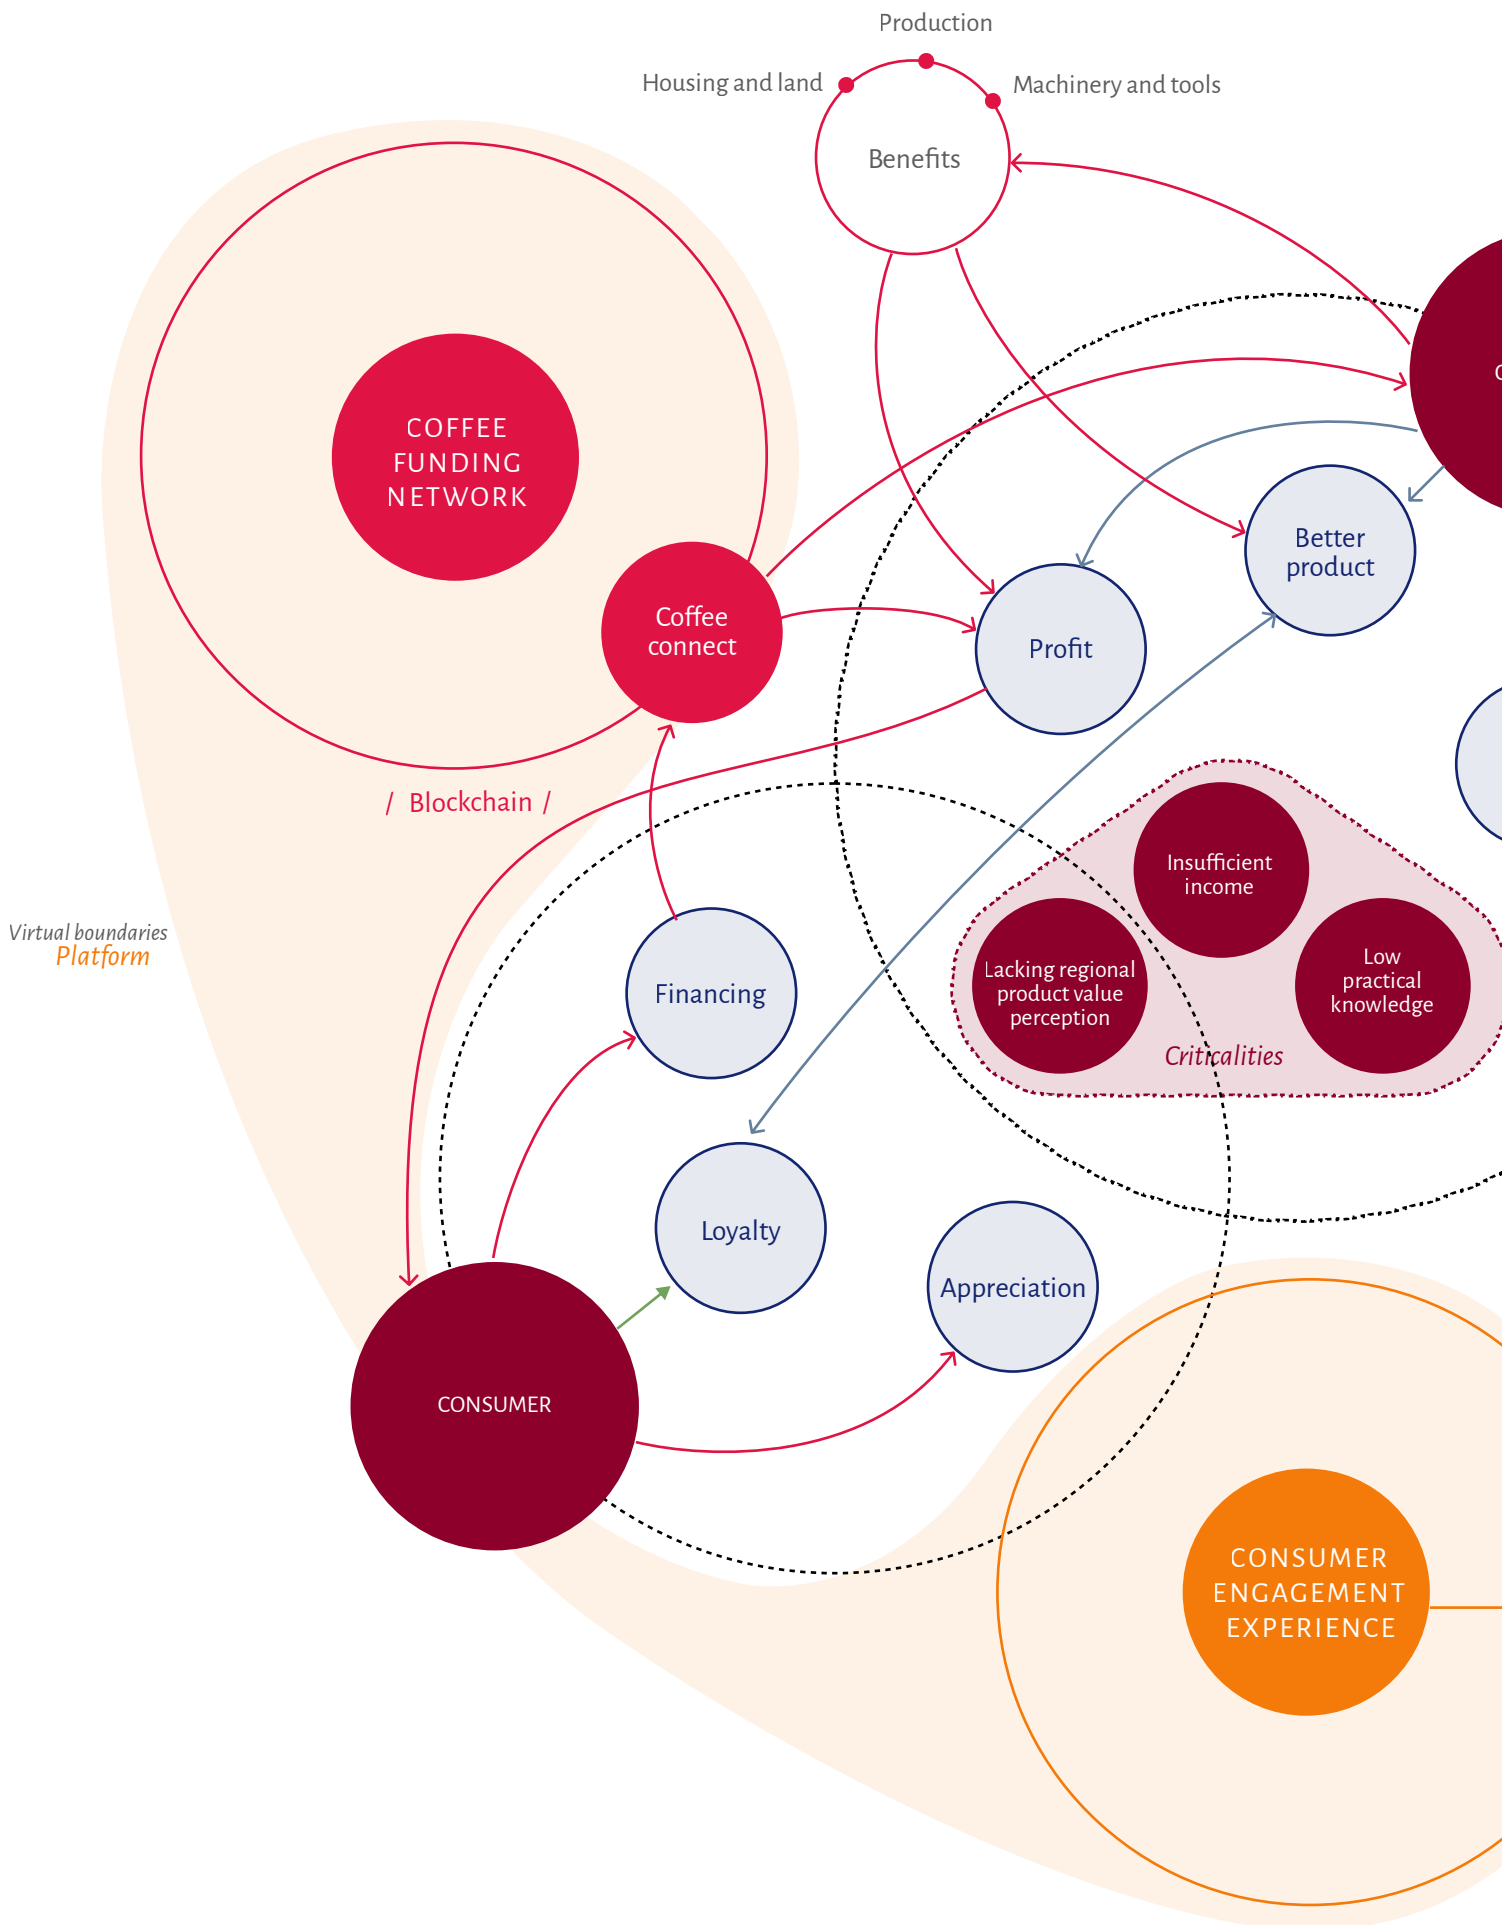 Production
Housing and land
Machinery and tools
Benefits
COFFEE
FUNDING
NETWORK
Better
product
Coffee
connect
Profit
/ Blockchain /
Insufficient
income
Virtual boundaries
Platform
Financing
Lacking regional
product value
perception
Low
practical
knowledge
Criticalities
Loyalty
Appreciation
CONSUMER
CONSUMER
ENGAGEMENT
EXPERIENCE